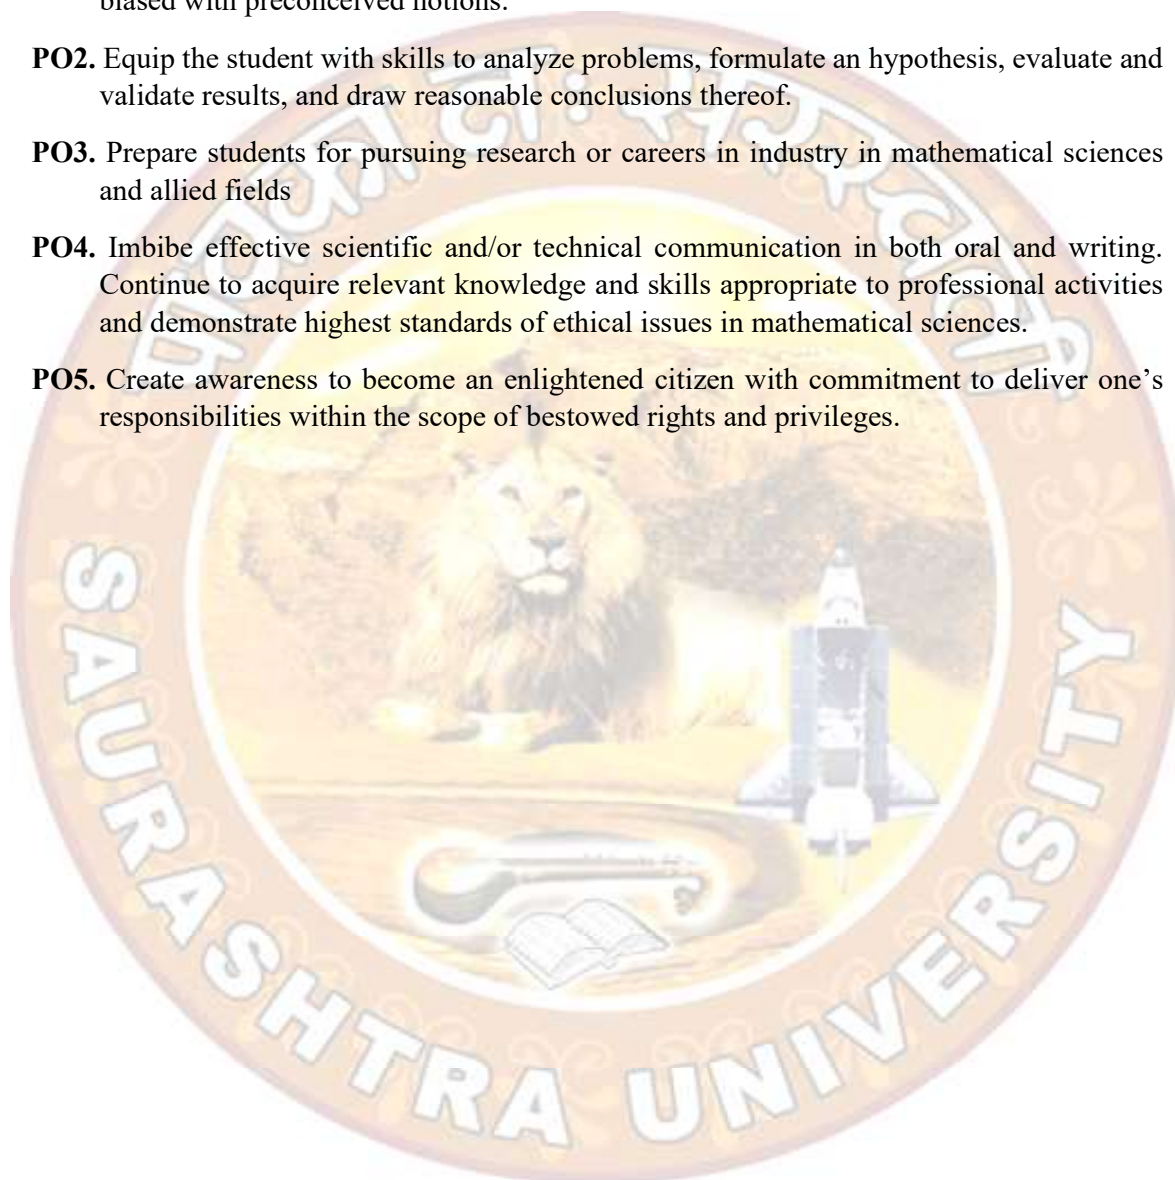 biased with preconceived notions.
PO2. Equip the student with skills to analyze problems, formulate an hypothesis, evaluate and
validate results, and draw reasonable conclusions thereof.
PO3. Prepare students for pursuing research or careers in industry in mathematical sciences
and allied fields
PO4. Imbibe effective scientific and/or technical communication in both oral and writing.
Continue to acquire relevant knowledge and skills appropriate to professional activities
and demonstrate highest standards of ethical issues in mathematical sciences.
PO5. Create awareness to become an enlightened citizen with commitment to deliver one’s
responsibilities within the scope of bestowed rights and privileges.
पावका नः सरस्वती
SAURASHTRA UNIVERSITY